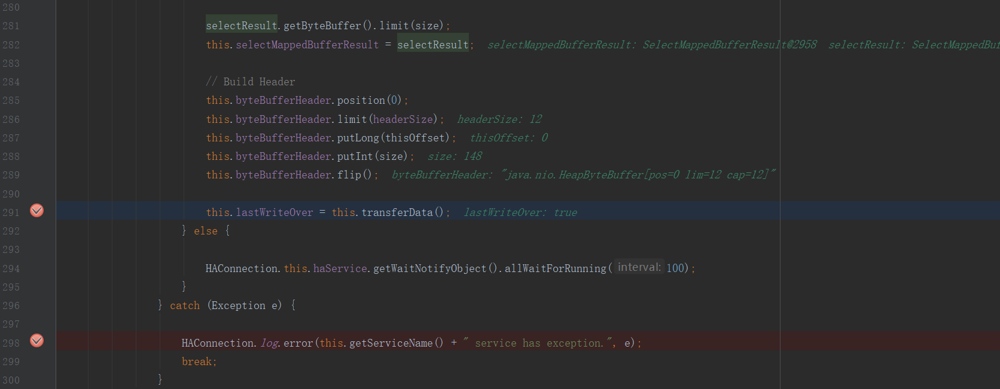 280
281 selectResult.getByteBuffer().limit(size);
282 this.selectMappedBufferResult = selectResult; selectMappedBufferResult: SelectMappedBufferResult@2958 selectResult: SelectMappedBuf
283
284 // Build Header
285 this.byteBufferHeader.position(0);
286 this.byteBufferHeader.limit(headerSize); headerSize: 12
287 this.byteBufferHeader.putLong(thisOffset); thisOffset: 0
288 this.byteBufferHeader.putInt(size); size: 148
289 this.byteBufferHeader.flip(); byteBufferHeader: "java.nio.HeapByteBuffer[pos=0 lim=12 cap=12]"
290
291 this.lastWriteOver = this.transferData(); lastWriteOver: true
292 } else {
293
294 HAConnection.this.haService.getWaitNotifyObject().allWaitForRunning( interval: 100);
295 }
296 } catch (Exception e) {
297
298 HAConnection.log.error(this.getServiceName() + " service has exception.", e);
299 break;
300 }